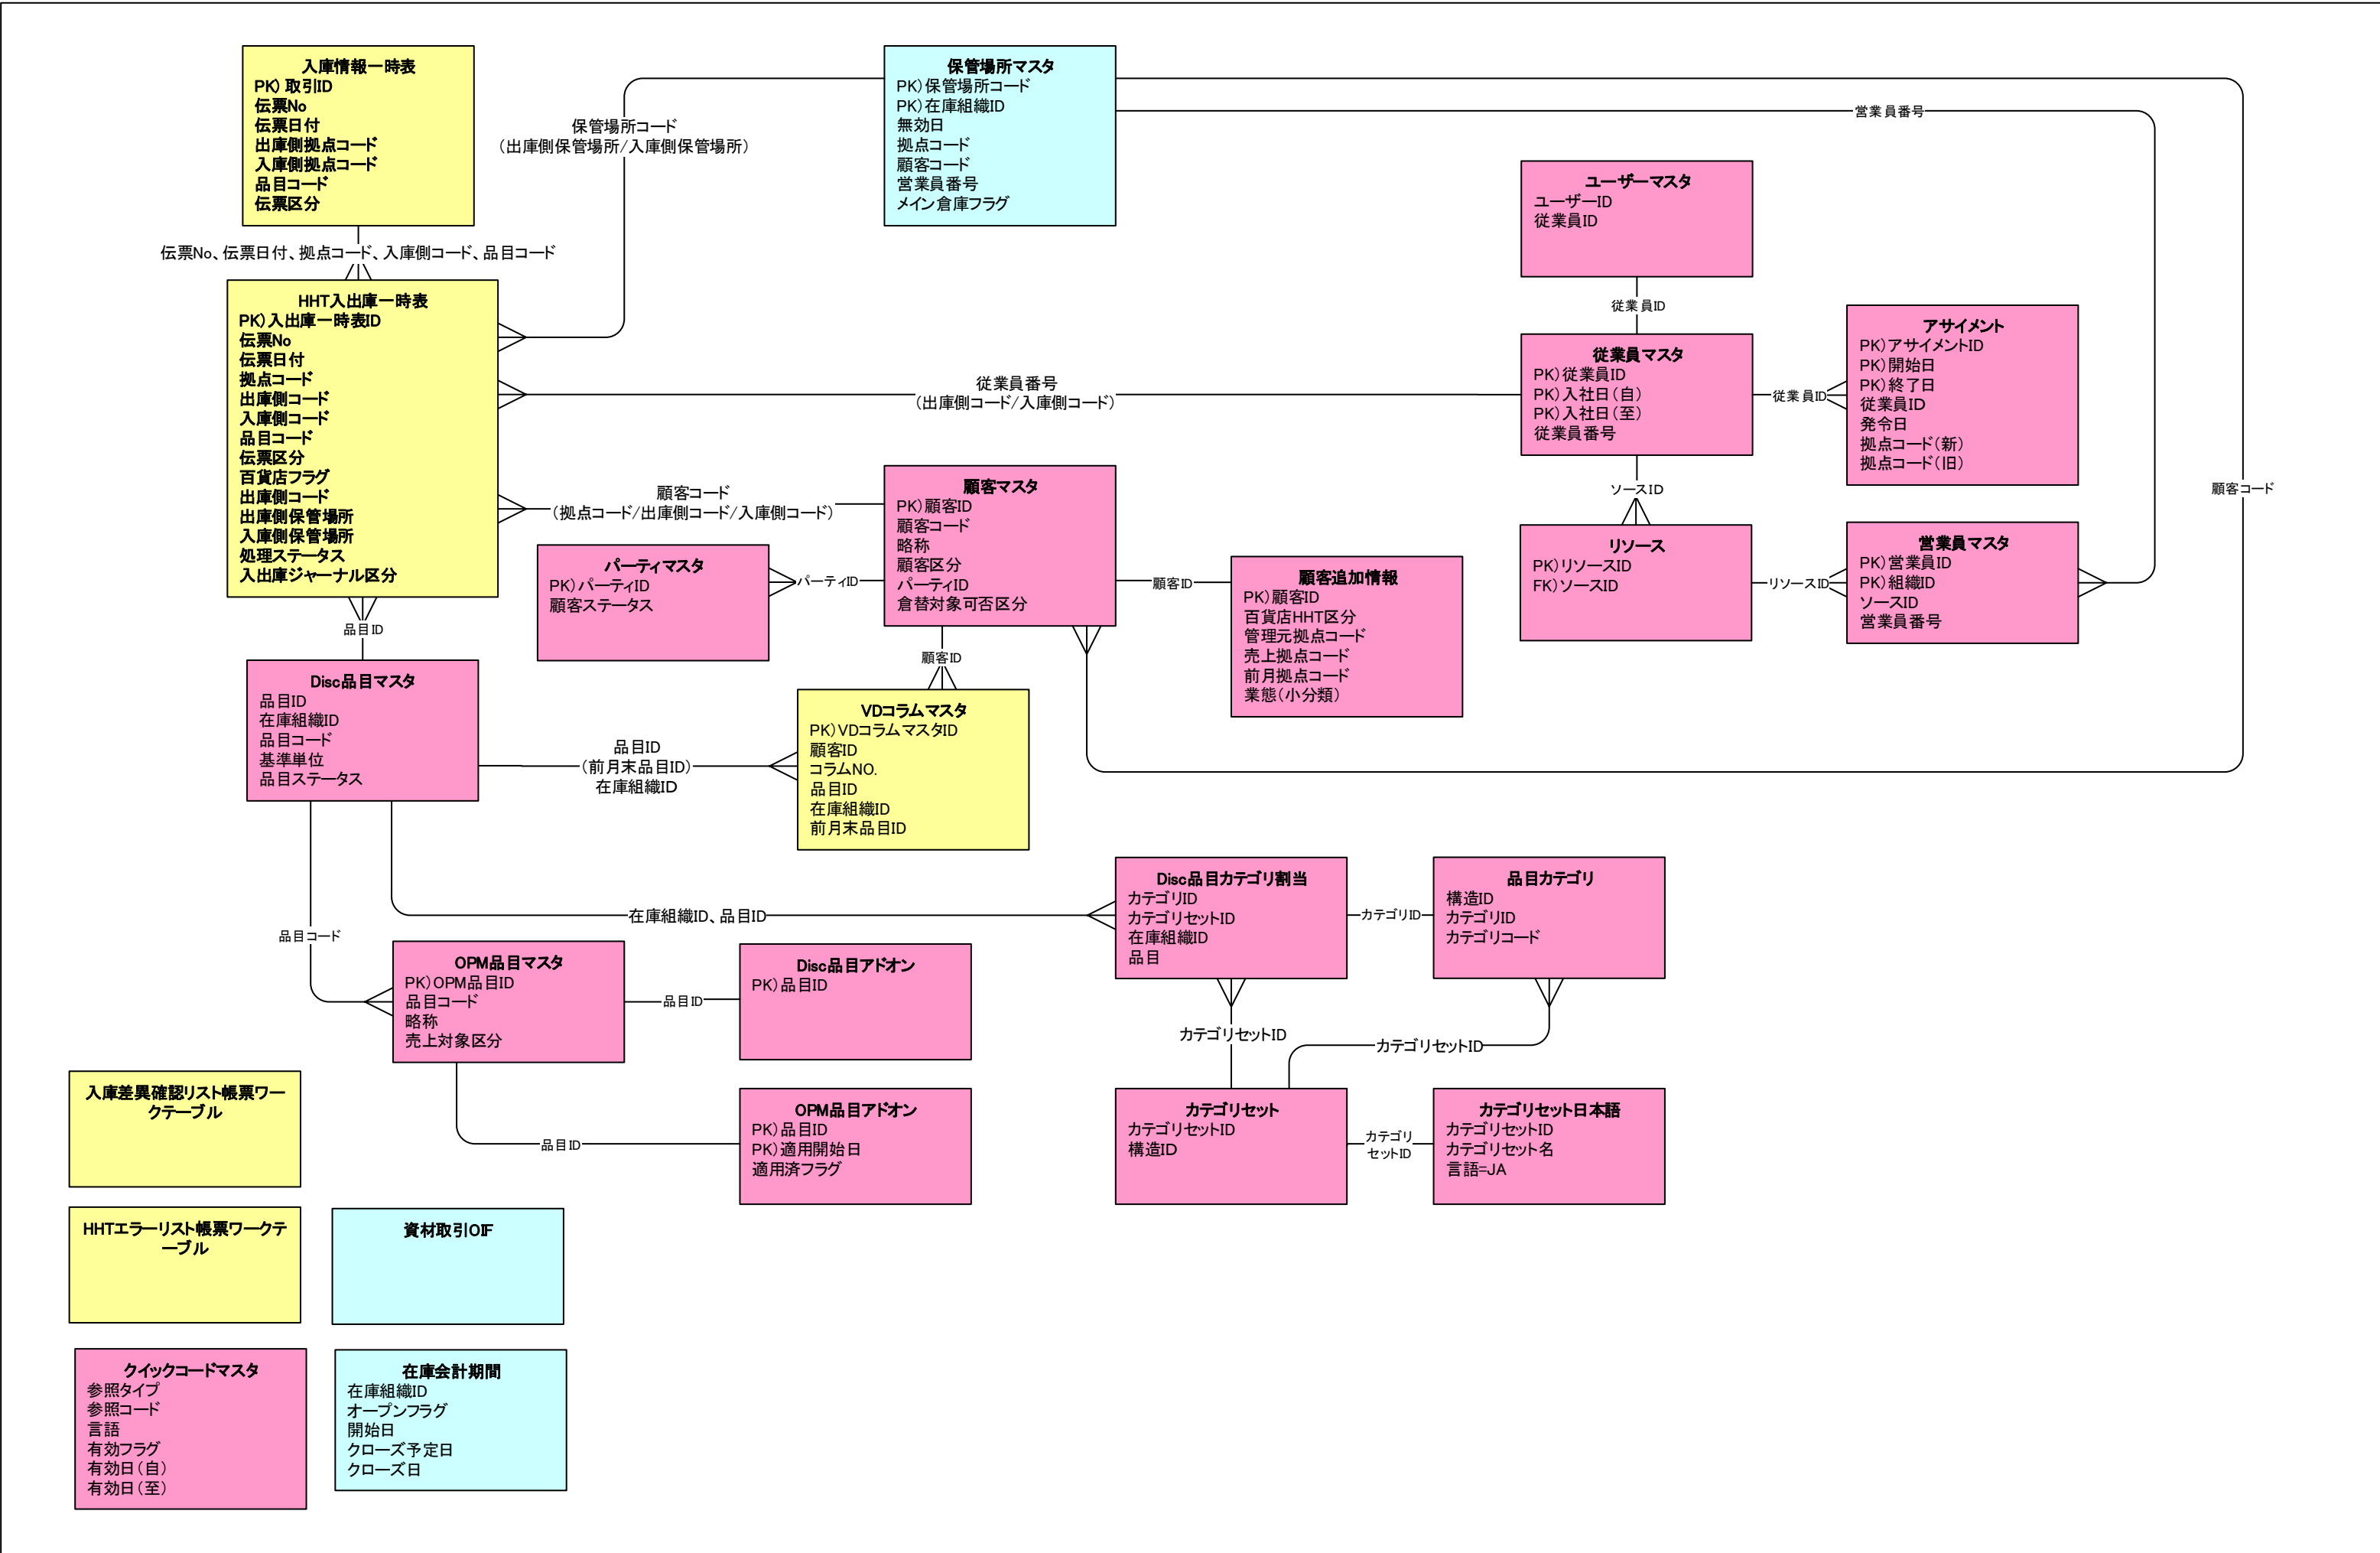 入庫情報一時表
PK) 取引ID
伝票No
伝票日付
出庫側拠点コード
入庫側拠点コード
品目コード
伝票区分
伝票No、伝票日付、拠点コード、入庫側コード、品目コード
HHT入出庫一時表
PK)入出庫一時表ID
伝票No
伝票日付
拠点コード
出庫側コード
入庫側コード
品目コード
伝票区分
百貨店フラグ
出庫側コード
出庫側保管場所
入庫側保管場所
処理ステータス
入出庫ジャーナル区分
保管場所コード
(出庫側保管場所/入庫側保管場所)
保管場所マスタ
PK)保管場所コード
PK)在庫組織ID
無効日
拠点コード
顧客コード
営業員番号
メイン倉庫フラグ
営業員番号
ユーザーマスタ
ユーザーID
従業員ID
従業員ID
従業員番号
(出庫側コード/入庫側コード)
従業員マスタ
PK)従業員ID
PK)入社日(自)
PK)入社日(至)
従業員番号
従業員ID
アサイメント
PK)アサイメントID
PK)開始日
PK)終了日
従業員ID
発令日
拠点コード(新)
拠点コード(旧)
顧客コード
ソースID
リソース
PK)リソースID
FK)ソースID
リソースID
営業員マスタ
PK)営業員ID
PK)組織ID
ソースID
営業員番号
顧客コード
(拠点コード/出庫側コード/入庫側コード)
顧客マスタ
PK)顧客ID
顧客コード
略称
顧客区分
パーティID
倉替対象可否区分
パーティマスタ
PK)パーティID
顧客ステータス
パーティID
顧客ID
顧客追加情報
PK)顧客ID
百貨店HHT区分
管理元拠点コード
売上拠点コード
前月拠点コード
業態(小分類)
品目ID
顧客ID
Disc品目マスタ
品目ID
在庫組織ID
品目コード
基準単位
品目ステータス
品目ID
(前月末品目ID)
在庫組織ID
VDコラムマスタ
PK)VDコラムマスタID
顧客ID
コラムNO.
品目ID
在庫組織ID
前月末品目ID
在庫組織ID、品目ID
品目コード
Disc品目カテゴリ割当
カテゴリID
カテゴリセットID
在庫組織ID
品目
カテゴリID
品目カテゴリ
構造ID
カテゴリID
カテゴリコード
OPM品目マスタ
PK)OPM品目ID
品目コード
略称
売上対象区分
品目ID
Disc品目アドオン
PK)品目ID
カテゴリセットID
カテゴリセットID
品目ID
OPM品目アドオン
PK)品目ID
PK)適用開始日
適用済フラグ
カテゴリセット
カテゴリセットID
構造ID
カテゴリ
セットID
カテゴリセット日本語
カテゴリセットID
カテゴリセット名
言語=JA
入庫差異確認リスト帳票ワー
クテーブル
HHTエラーリスト帳票ワークテ
ーブル
資材取引OIF
クイックコードマスタ
参照タイプ
参照コード
言語
有効フラグ
有効日(自)
有効日(至)
在庫会計期間
在庫組織ID
オープンフラグ
開始日
クローズ予定日
クローズ日